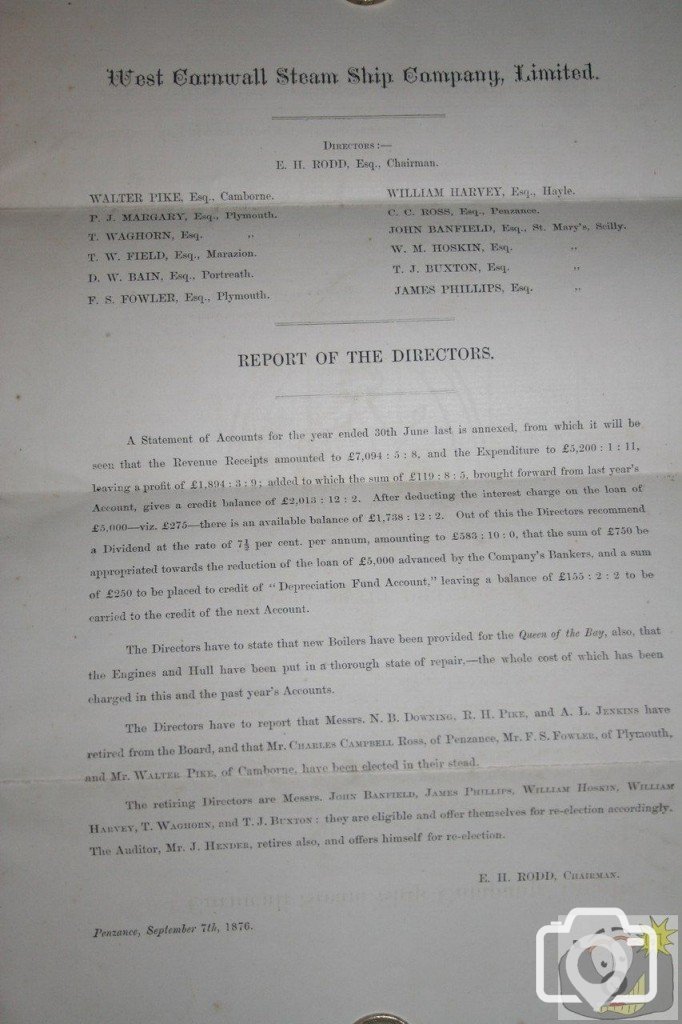 West Cornwall Steam Ship Company, Limited.
DIRECTORS:—
E. H. RODD, Esq., Chairman.
WALTER PIKE, Esq., Camborne.
P. J. MARGARY, Esq., Plymouth.
T. WAGHORN, Esq. „
T. W. FIELD, Esq., Marazion.
D. W. BAIN, Esq., Portreath.
F. S. FOWLER, Esq., Plymouth.
WILLIAM HARVEY, Esq., Hayle.
C. C. ROSS, Esq., Penzance.
JOHN BANFIELD, Esq., St. Mary's, Scilly.
W. M. HOSKIN, Esq. „
T. J. BUXTON, Esq. „
JAMES PHILLIPS, Esq. „
REPORT OF THE DIRECTORS.
A Statement of Accounts for the year ended 30th June last is annexed, from which it will be
seen that the Revenue Receipts amounted to £7,094 : 5 : 8, and the Expenditure to £5,200 : 1 : 11,
leaving a profit of £1,894 : 3 : 9; added to which the sum of £119 : 8 : 5, brought forward from last year's
Account, gives a credit balance of £2,013 : 12 : 2. After deducting the interest charge on the loan of
£5,000—viz. £275—there is an available balance of £1,738 : 12 : 2. Out of this the Directors recommend
a Dividend at the rate of 7½ per cent. per annum, amounting to £583 : 10 : 0, that the sum of £750 be
appropriated towards the reduction of the loan of £5,000 advanced by the Company's Bankers, and a sum
of £250 to be placed to credit of "Depreciation Fund Account," leaving a balance of £155 : 2 : 2 to be
carried to the credit of the next Account.
The Directors have to state that new Boilers have been provided for the Queen of the Bay, also, that
the Engines and Hull have been put in a thorough state of repair,—the whole cost of which has been
charged in this and the past year's Accounts.
The Directors have to report that Messrs. N. B. DOWNING, R. H. PIKE, and A. L. JENKINS have
retired from the Board, and that Mr. CHARLES CAMPBELL ROSS, of Penzance, Mr. F. S. FOWLER, of Plymouth,
and Mr. WALTER PIKE, of Camborne, have been elected in their stead.
The retiring Directors are Messrs. JOHN BANFIELD, JAMES PHILLIPS, WILLIAM HOSKIN, WILLIAM
HARVEY, T. WAGHORN, and T. J. BUXTON : they are eligible and offer themselves for re-election accordingly.
The Auditor, Mr. J. HENDER, retires also, and offers himself for re-election.
E. H. RODD, CHAIRMAN.
Penzance, September 7th, 1876.